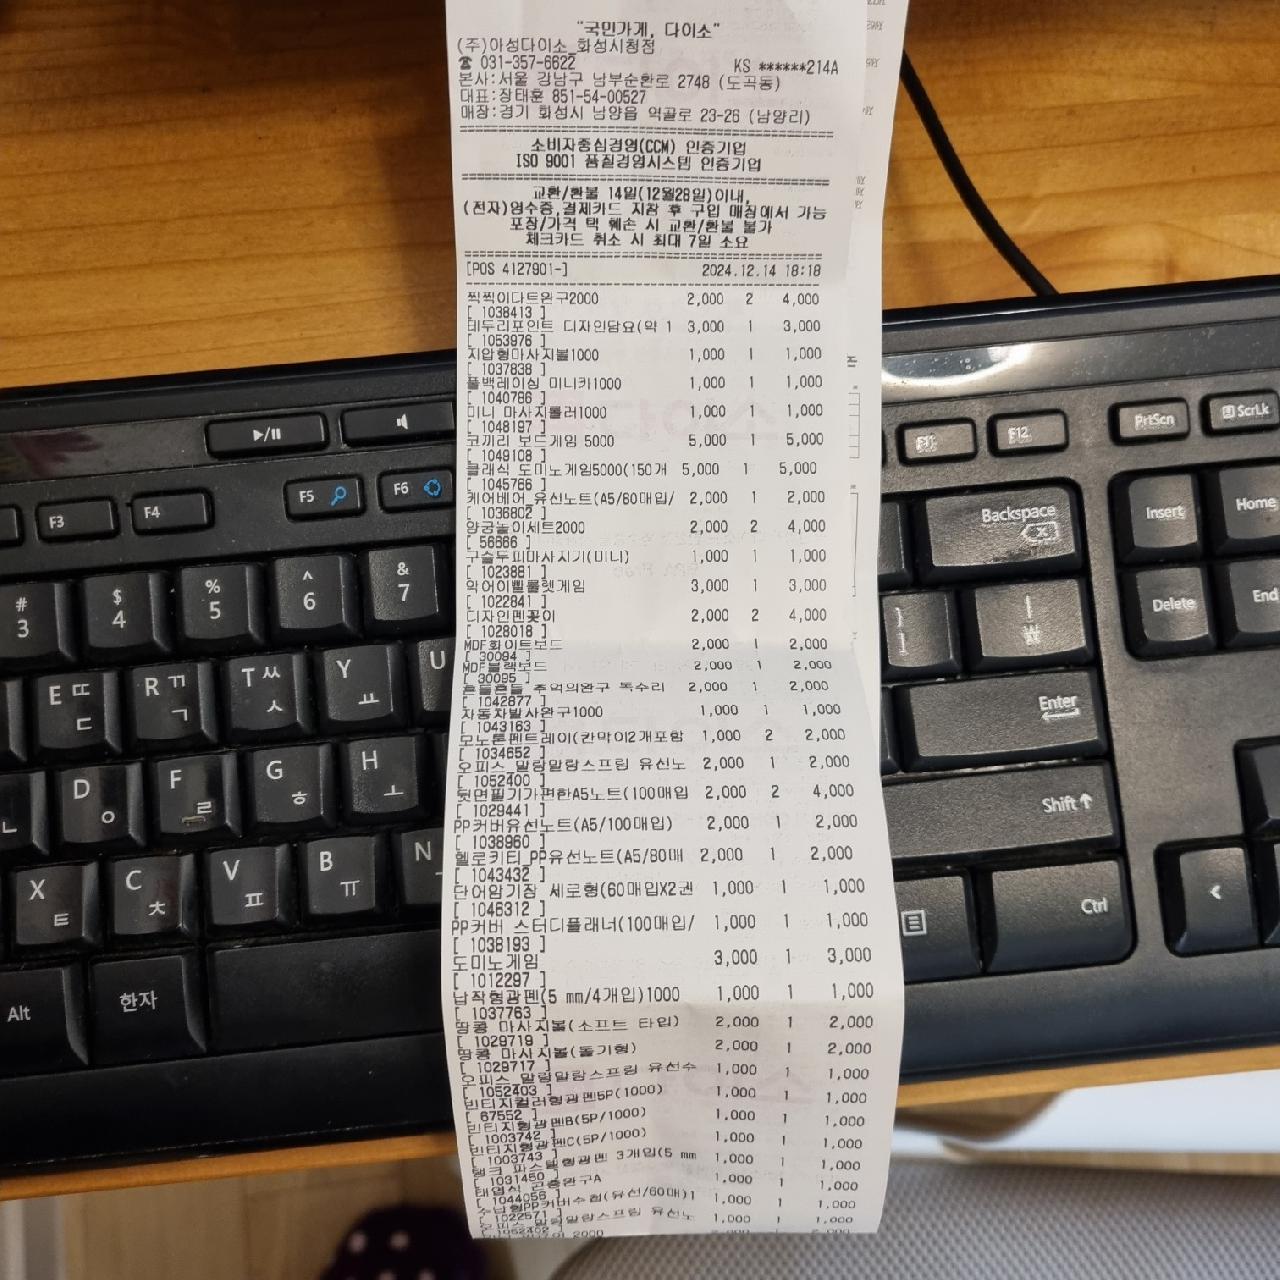 "국민가게, 다이소"
(주)아성다이소_화성시청점
☎ 031-357-6622 KS ******214A
본사:서울 강남구 남부순환로 2748 (도곡동)
대표:장태훈 851-54-00527
매장:경기 화성시 남양읍 역골로 23-26 (남양리)
소비자중심경영(CCM) 인증기업
ISO 9001 품질경영시스템 인증기업
교환/환불 14일(12월28일)이내,
(전자)영수증,결제카드 지참 후 구입 매장에서 가능
포장/가격 택 훼손 시 교환/환불 불가
체크카드 취소 시 최대 7일 소요
[POS 4127901-] 2024.12.14 18:18
찍찍이다트완구2000 2,000 2 4,000
[ 1038413 ]
테두리포인트 디자인담요(약 1 3,000 1 3,000
[ 1053976 ]
지압형마사지볼1000 1,000 1 1,000
[ 1037838 ]
풀백레이싱 미니카1000 1,000 1 1,000
[ 1040786 ]
미니 마사지롤러1000 1,000 1 1,000
[ 1048197 ]
코끼리 보드게임 5000 5,000 1 5,000
[ 1049108 ]
클래식 도미노게임5000(150개 5,000 1 5,000
[ 1045766 ]
케어베어 유선노트(A5/60매입/ 2,000 1 2,000
[ 1036802 ]
양궁놀이세트2000 2,000 2 4,000
[ 56866 ]
구슬두피마사지기(미니) 1,000 1 1,000
[ 1023881 ]
악어이빨룰렛게임 3,000 1 3,000
[ 1022841 ]
디자인펜꽂이 2,000 2 4,000
[ 1028018 ]
MDF화이트보드 2,000 1 2,000
[ 30094 ]
MDF블랙보드 2,000 1 2,000
[ 30095 ]
흔들흔들 추억의완구 독수리 2,000 1 2,000
[ 1042877 ]
자동차발사완구1000 1,000 1 1,000
[ 1043163 ]
모노톤펜트레이(칸막이2개포함 1,000 2 2,000
[ 1034652 ]
오피스 말랑말랑스프링 유선노 2,000 1 2,000
[ 1052400 ]
뒷면필기가편한A5노트(100매입 2,000 2 4,000
[ 1029441 ]
PP커버유선노트(A5/100매입) 2,000 1 2,000
[ 1038960 ]
헬로키티 PP유선노트(A5/80매 2,000 1 2,000
[ 1043432 ]
단어암기장 세로형(60매입X2권 1,000 1 1,000
[ 1046312 ]
PP커버 스터디플래너(100매입/ 1,000 1 1,000
[ 1038193 ]
도미노게임 3,000 1 3,000
[ 1012297 ]
납작형광펜(5 mm/4개입)1000 1,000 1 1,000
[ 1037763 ]
땅콩 마사지볼(소프트 타입) 2,000 1 2,000
[ 1029719 ]
땅콩 마사지볼(돌기형) 2,000 1 2,000
[ 1029717 ]
오피스 말랑말랑스프링 유선수 1,000 1 1,000
[ 1052403 ]
빈티지컬러형광펜5P(1000) 1,000 1 1,000
[ 67552 ]
빈티지형광펜B(5P/1000) 1,000 1 1,000
[ 1003742 ]
빈티지형광펜C(5P/1000) 1,000 1 1,000
[ 1003743 ]
탱크 파스텔형광펜 3개입(5 mm 1,000 1 1,000
[ 1031450 ]
태엽식 곤충완구A 1,000 1 1,000
[ 1044056 ]
수납형PP커버수첩(유선/60매)1 1,000 1 1,000
[ 1022571 ]
오피스 말랑말랑스프링 유선노 1,000 1 1,000
[ 1052402 ]
▶/II
F3
F4
F5
F6
F11
F12
PrtScn
ScrLk
# 3
$ 4
% 5
^ 6
& 7
Backspace
Insert
Home
E ㄸ ㄷ
R ㄲ ㄱ
T ㅆ ㅅ
Y ㅛ
U
Delete
End
D ㅇ
F ㄹ
G ㅎ
H ㅗ
Enter
X ㅌ
C ㅊ
V ㅍ
B ㅠ
N
Shift
Alt
한자
Ctrl